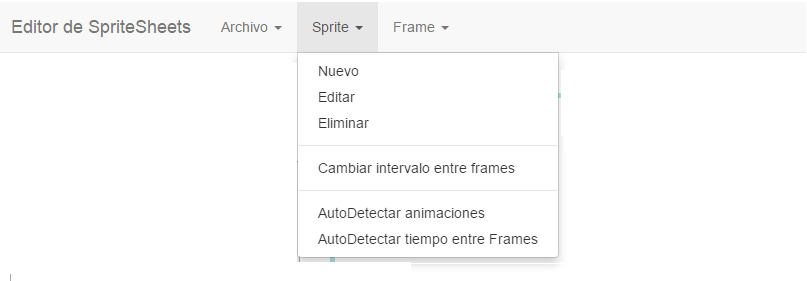 Editor de SpriteSheets Archivo Sprite Frame
Nuevo
Editar
Eliminar
Cambiar intervalo entre frames
AutoDetectar animaciones
AutoDetectar tiempo entre Frames